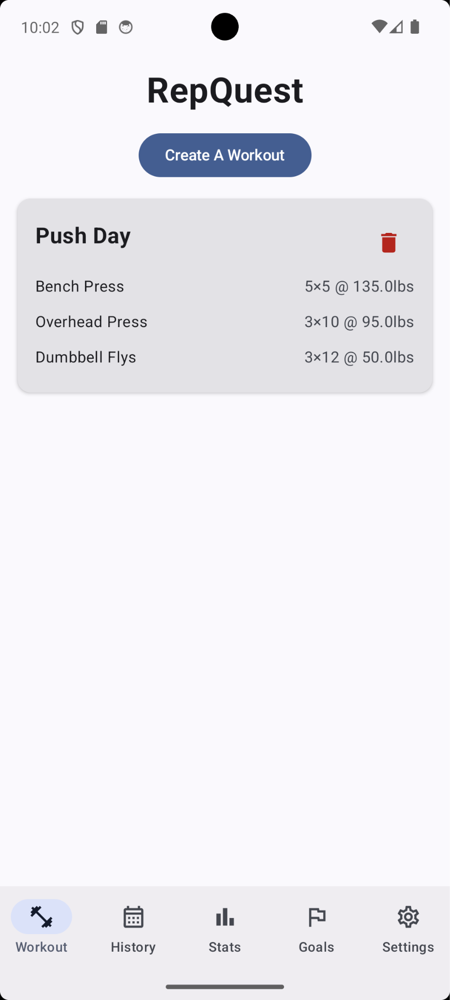 10:02
RepQuest
Create A Workout
Push Day
Bench Press 5×5 @ 135.0lbs
Overhead Press 3×10 @ 95.0lbs
Dumbbell Flys 3×12 @ 50.0lbs
Workout History Stats Goals Settings